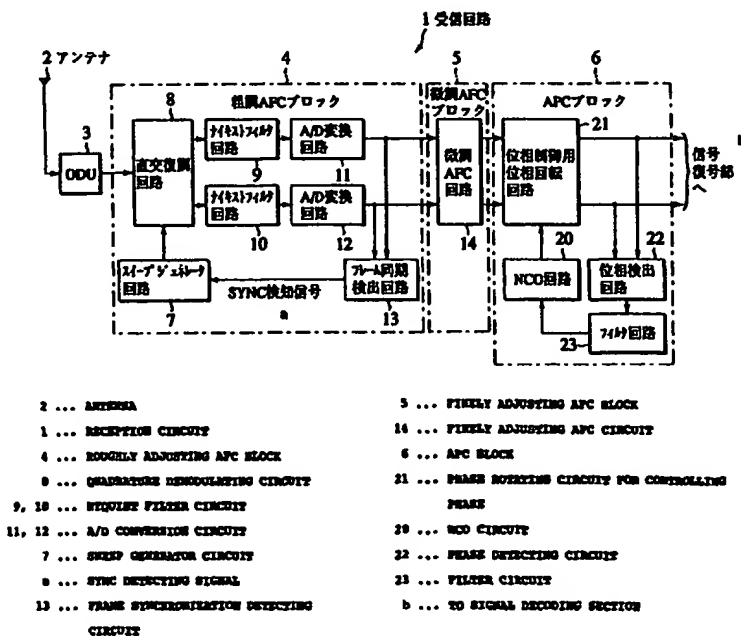 1 受信回路
2 アンテナ
3
ODU
4
粗調AFCブロック
8
直交復調
回路
ナイキストフィルタ
回路
9
A/D変換
回路
11
ナイキストフィルタ
回路
10
A/D変換
回路
12
スイープジェネレータ
回路
7
SYNC検知信号
a
フレーム同期
検出回路
13
5
微調AFC
ブロック
微調
AFC
回路
14
6
APCブロック
21
位相制御用
位相回転
回路
信号
復号部
へ
b
20
NCO回路
22
位相検出
回路
23
フィルタ回路
2 ... ANTENNA
1 ... RECEPTION CIRCUIT
4 ... ROUGHLY ADJUSTING AFC BLOCK
8 ... QUADRATURE DEMODULATING CIRCUIT
9, 10 ... NYQUIST FILTER CIRCUIT
11, 12 ... A/D CONVERSION CIRCUIT
7 ... SWEEP GENERATOR CIRCUIT
a ... SYNC DETECTING SIGNAL
13 ... FRAME SYNCHRONIZATION DETECTING
CIRCUIT
5 ... FINELY ADJUSTING AFC BLOCK
14 ... FINELY ADJUSTING AFC CIRCUIT
6 ... APC BLOCK
21 ... PHASE ROTATING CIRCUIT FOR CONTROLLING
PHASE
20 ... NCO CIRCUIT
22 ... PHASE DETECTING CIRCUIT
23 ... FILTER CIRCUIT
b ... TO SIGNAL DECODING SECTION